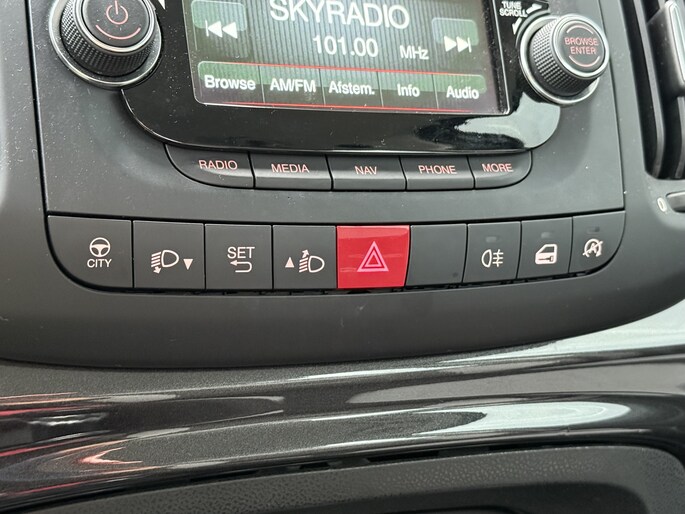 SKYRADIO
TUNE
SCROLL
101.00 MHz
BROWSE
ENTER
Browse AM/FM Afstem. Info Audio
RADIO MEDIA NAV PHONE MORE
CITY
SET
0